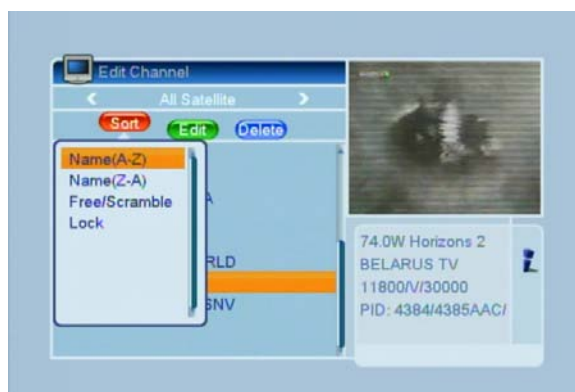 Edit Channel
All Satellite
Sort
Edit
Delete
Name(A-Z)
Name(Z-A)
Free/Scramble
Lock
A
RLD
SNV
74.0W Horizons 2
BELARUS TV
11800/V/30000
PID: 4384/4385AAC/